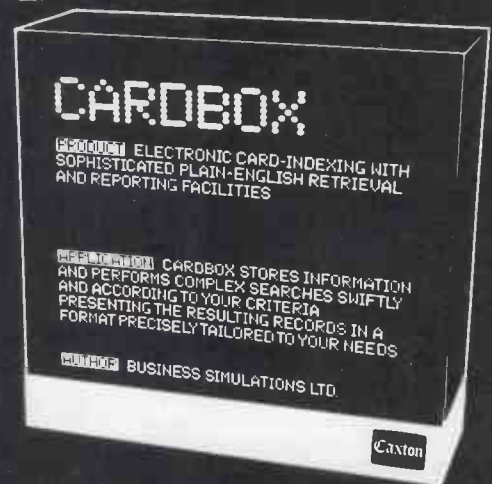 CARDBOX
PRODUCT ELECTRONIC CARD-INDEXING WITH
SOPHISTICATED PLAIN-ENGLISH RETRIEVAL
AND REPORTING FACILITIES
APPLICATION CARDBOX STORES INFORMATION
AND PERFORMS COMPLEX SEARCHES SWIFTLY
AND ACCORDING TO YOUR CRITERIA
PRESENTING THE RESULTING RECORDS IN A
FORMAT PRECISELY TAILORED TO YOUR NEEDS
AUTHOR BUSINESS SIMULATIONS LTD.
Caxton